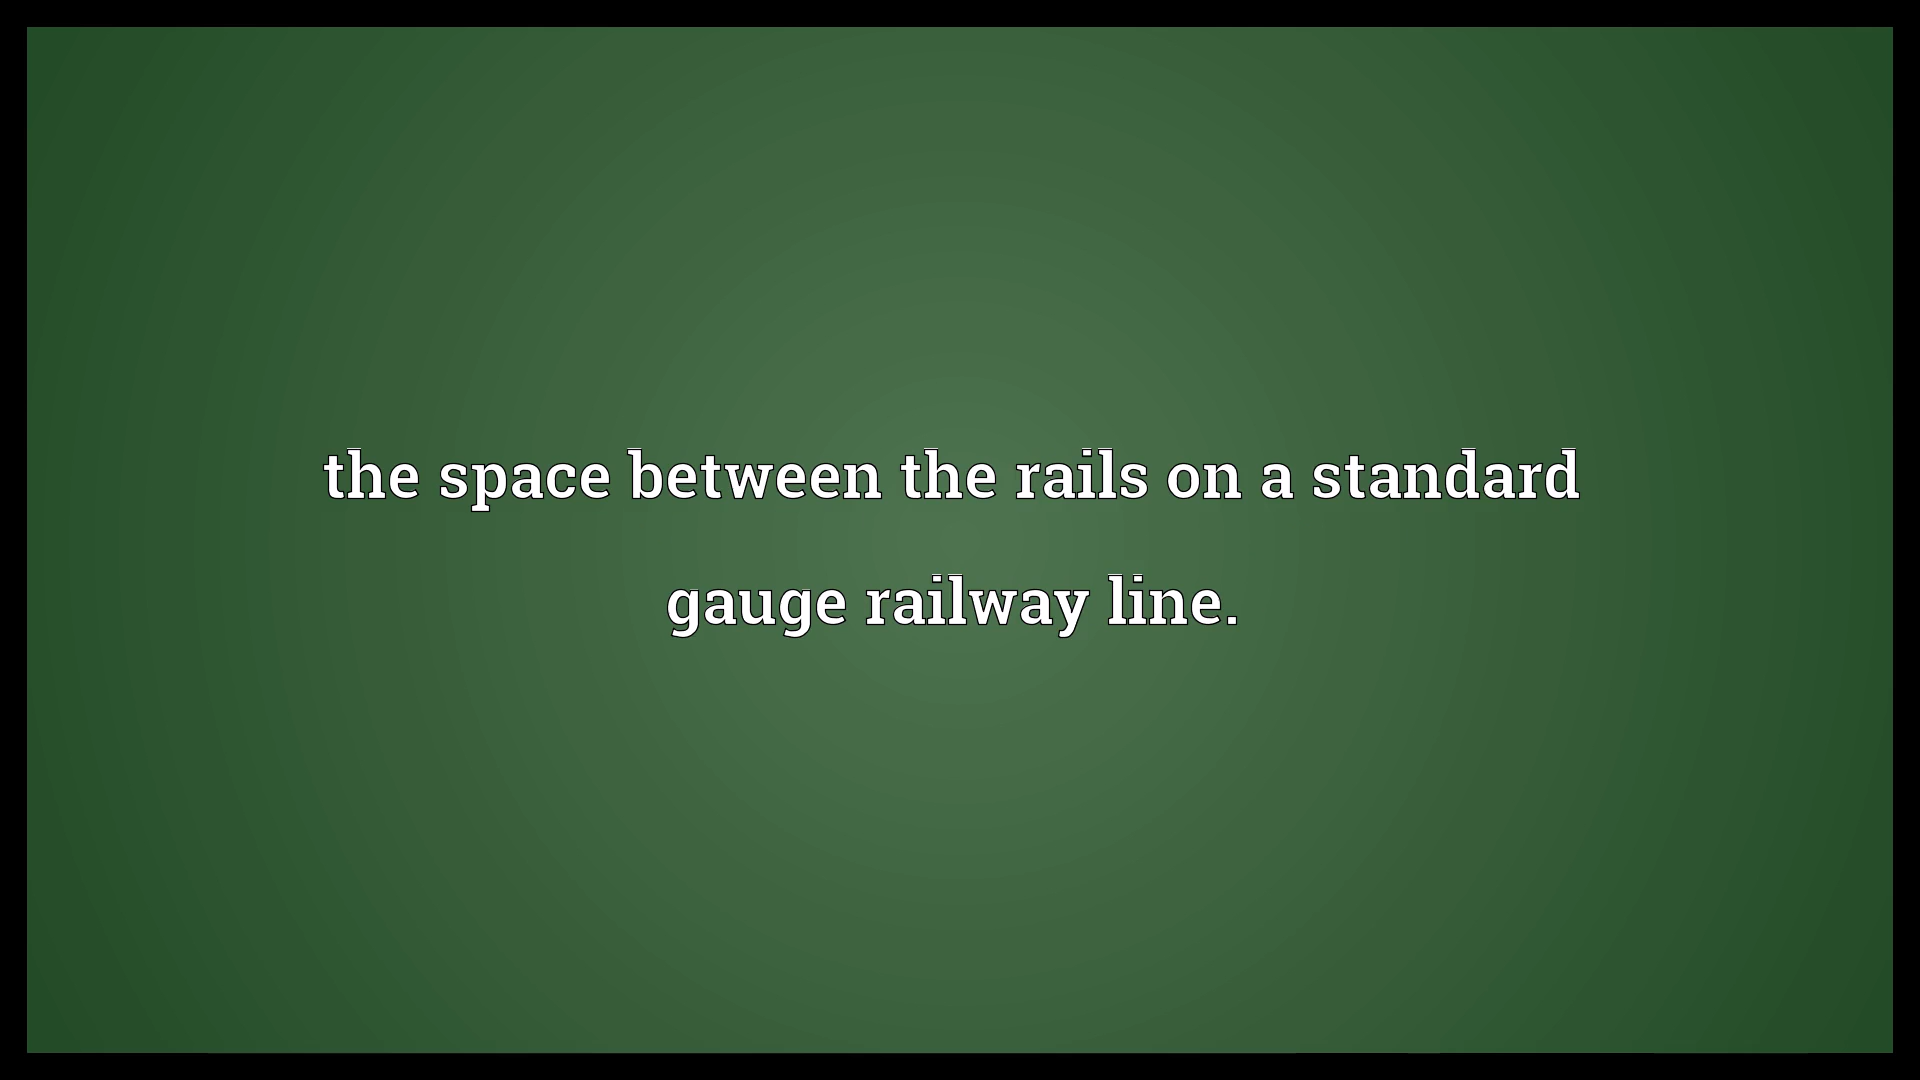 the space between the rails on a standard
gauge railway line.